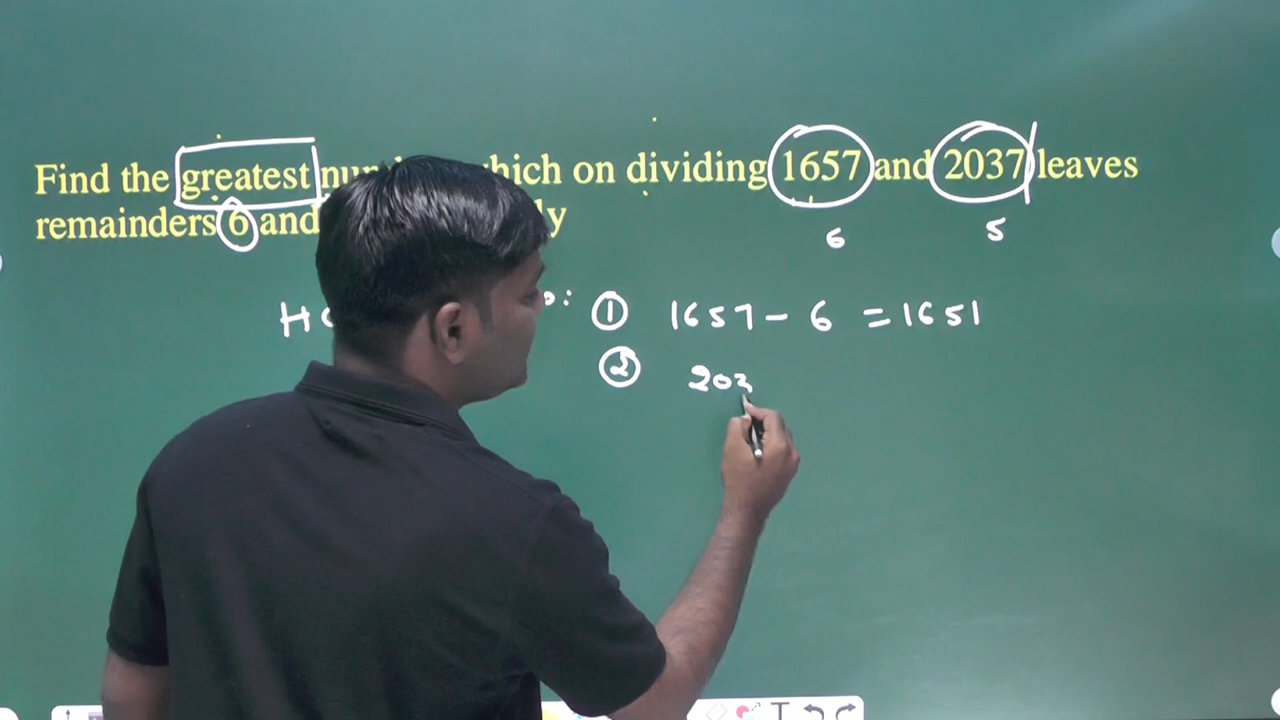 Find the greatest which on dividing 1657 and 2037 leaves
remainders 6 and
6 5
① 1657 - 6 = 1651
② 203